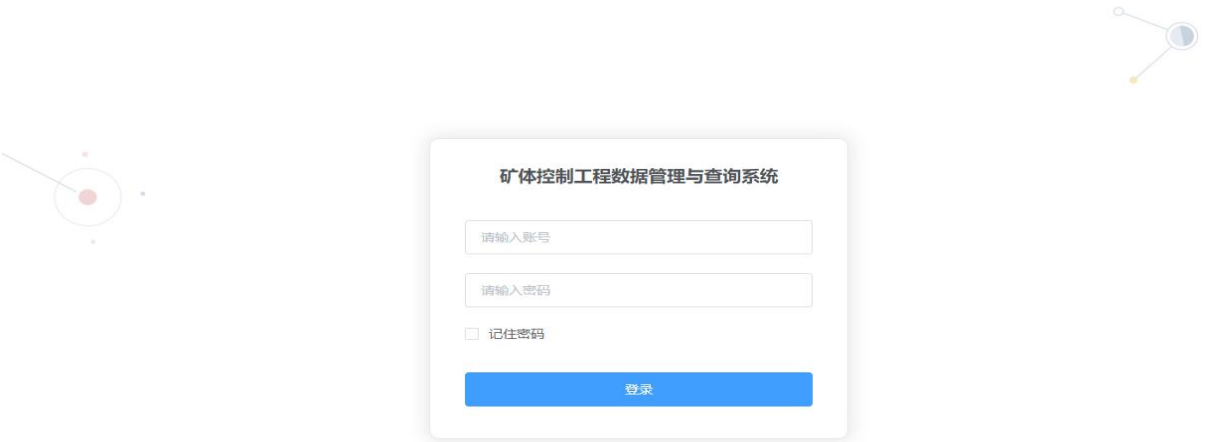 矿体控制工程数据管理与查询系统
请输入账号
请输入密码
记住密码
登录